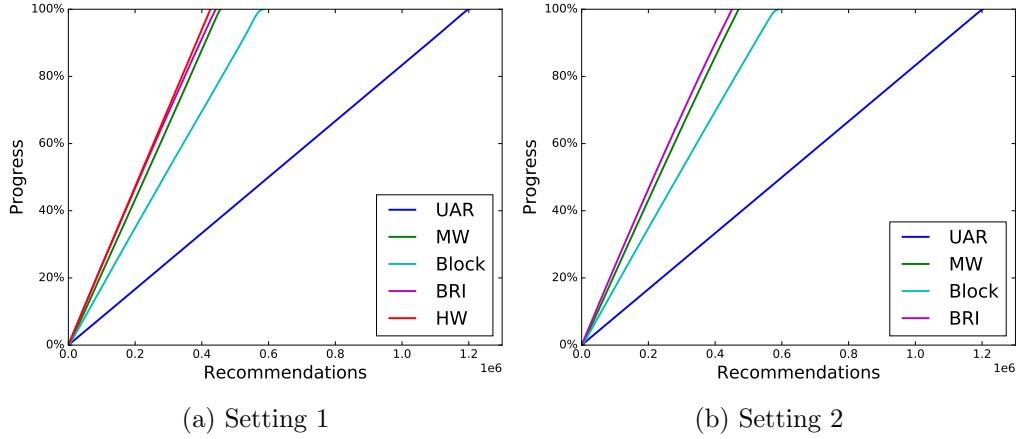 100%
80%
60%
40%
20%
0%
Progress
0.0 0.2 0.4 0.6 0.8 1.0 1.2
1e6
Recommendations
UAR
MW
Block
BRI
HW
(a) Setting 1
100%
80%
60%
40%
20%
0%
Progress
0.0 0.2 0.4 0.6 0.8 1.0 1.2
1e6
Recommendations
UAR
MW
Block
BRI
(b) Setting 2